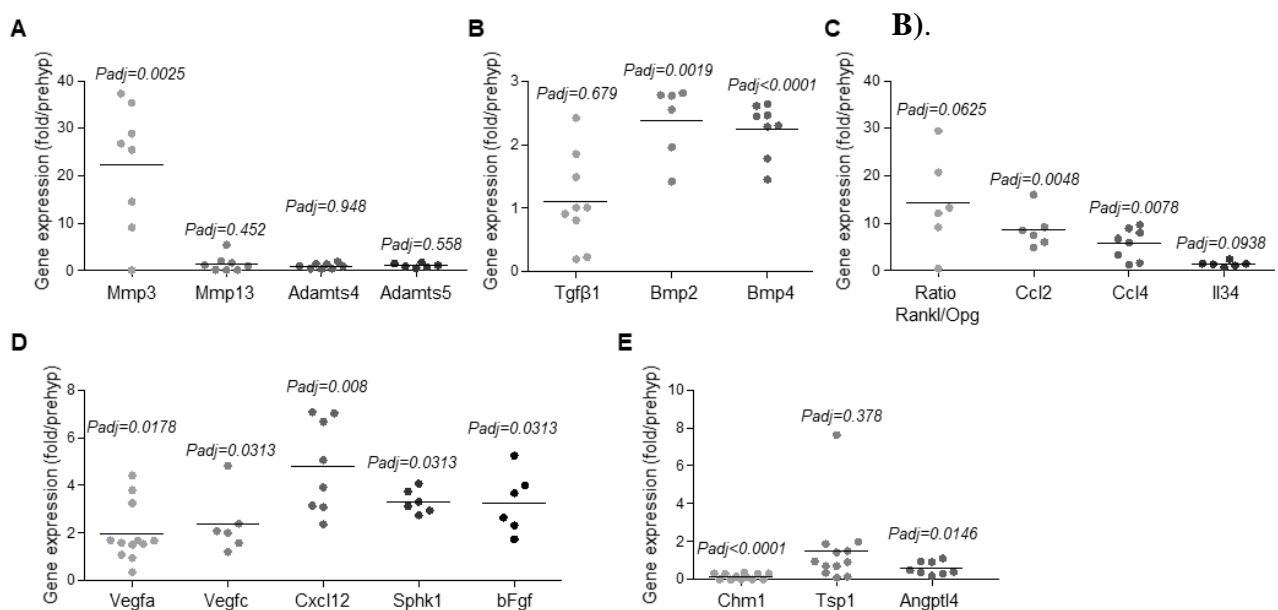 A
Gene expression (fold/prehyp)
40
30
20
10
0
Padj=0.0025
Padj=0.452
Padj=0.948
Padj=0.558
Mmp3 Mmp13 Adamts4 Adamts5
B
Gene expression (fold/prehyp)
3
2
1
0
Padj=0.679
Padj=0.0019
Padj<0.0001
Tgfβ1 Bmp2 Bmp4
B).
C
Gene expression (fold/prehyp)
40
30
20
10
0
Padj=0.0625
Padj=0.0048
Padj=0.0078
Padj=0.0938
Ratio
Rankl/Opg
Ccl2 Ccl4 Il34
D
Gene expression (fold/prehyp)
8
6
4
2
0
Padj=0.0178
Padj=0.0313
Padj=0.008
Padj=0.0313
Padj=0.0313
Vegfa Vegfc Cxcl12 Sphk1 bFgf
E
Gene expression (fold/prehyp)
10
8
6
4
2
0
Padj<0.0001
Padj=0.378
Padj=0.0146
Chm1 Tsp1 Angptl4